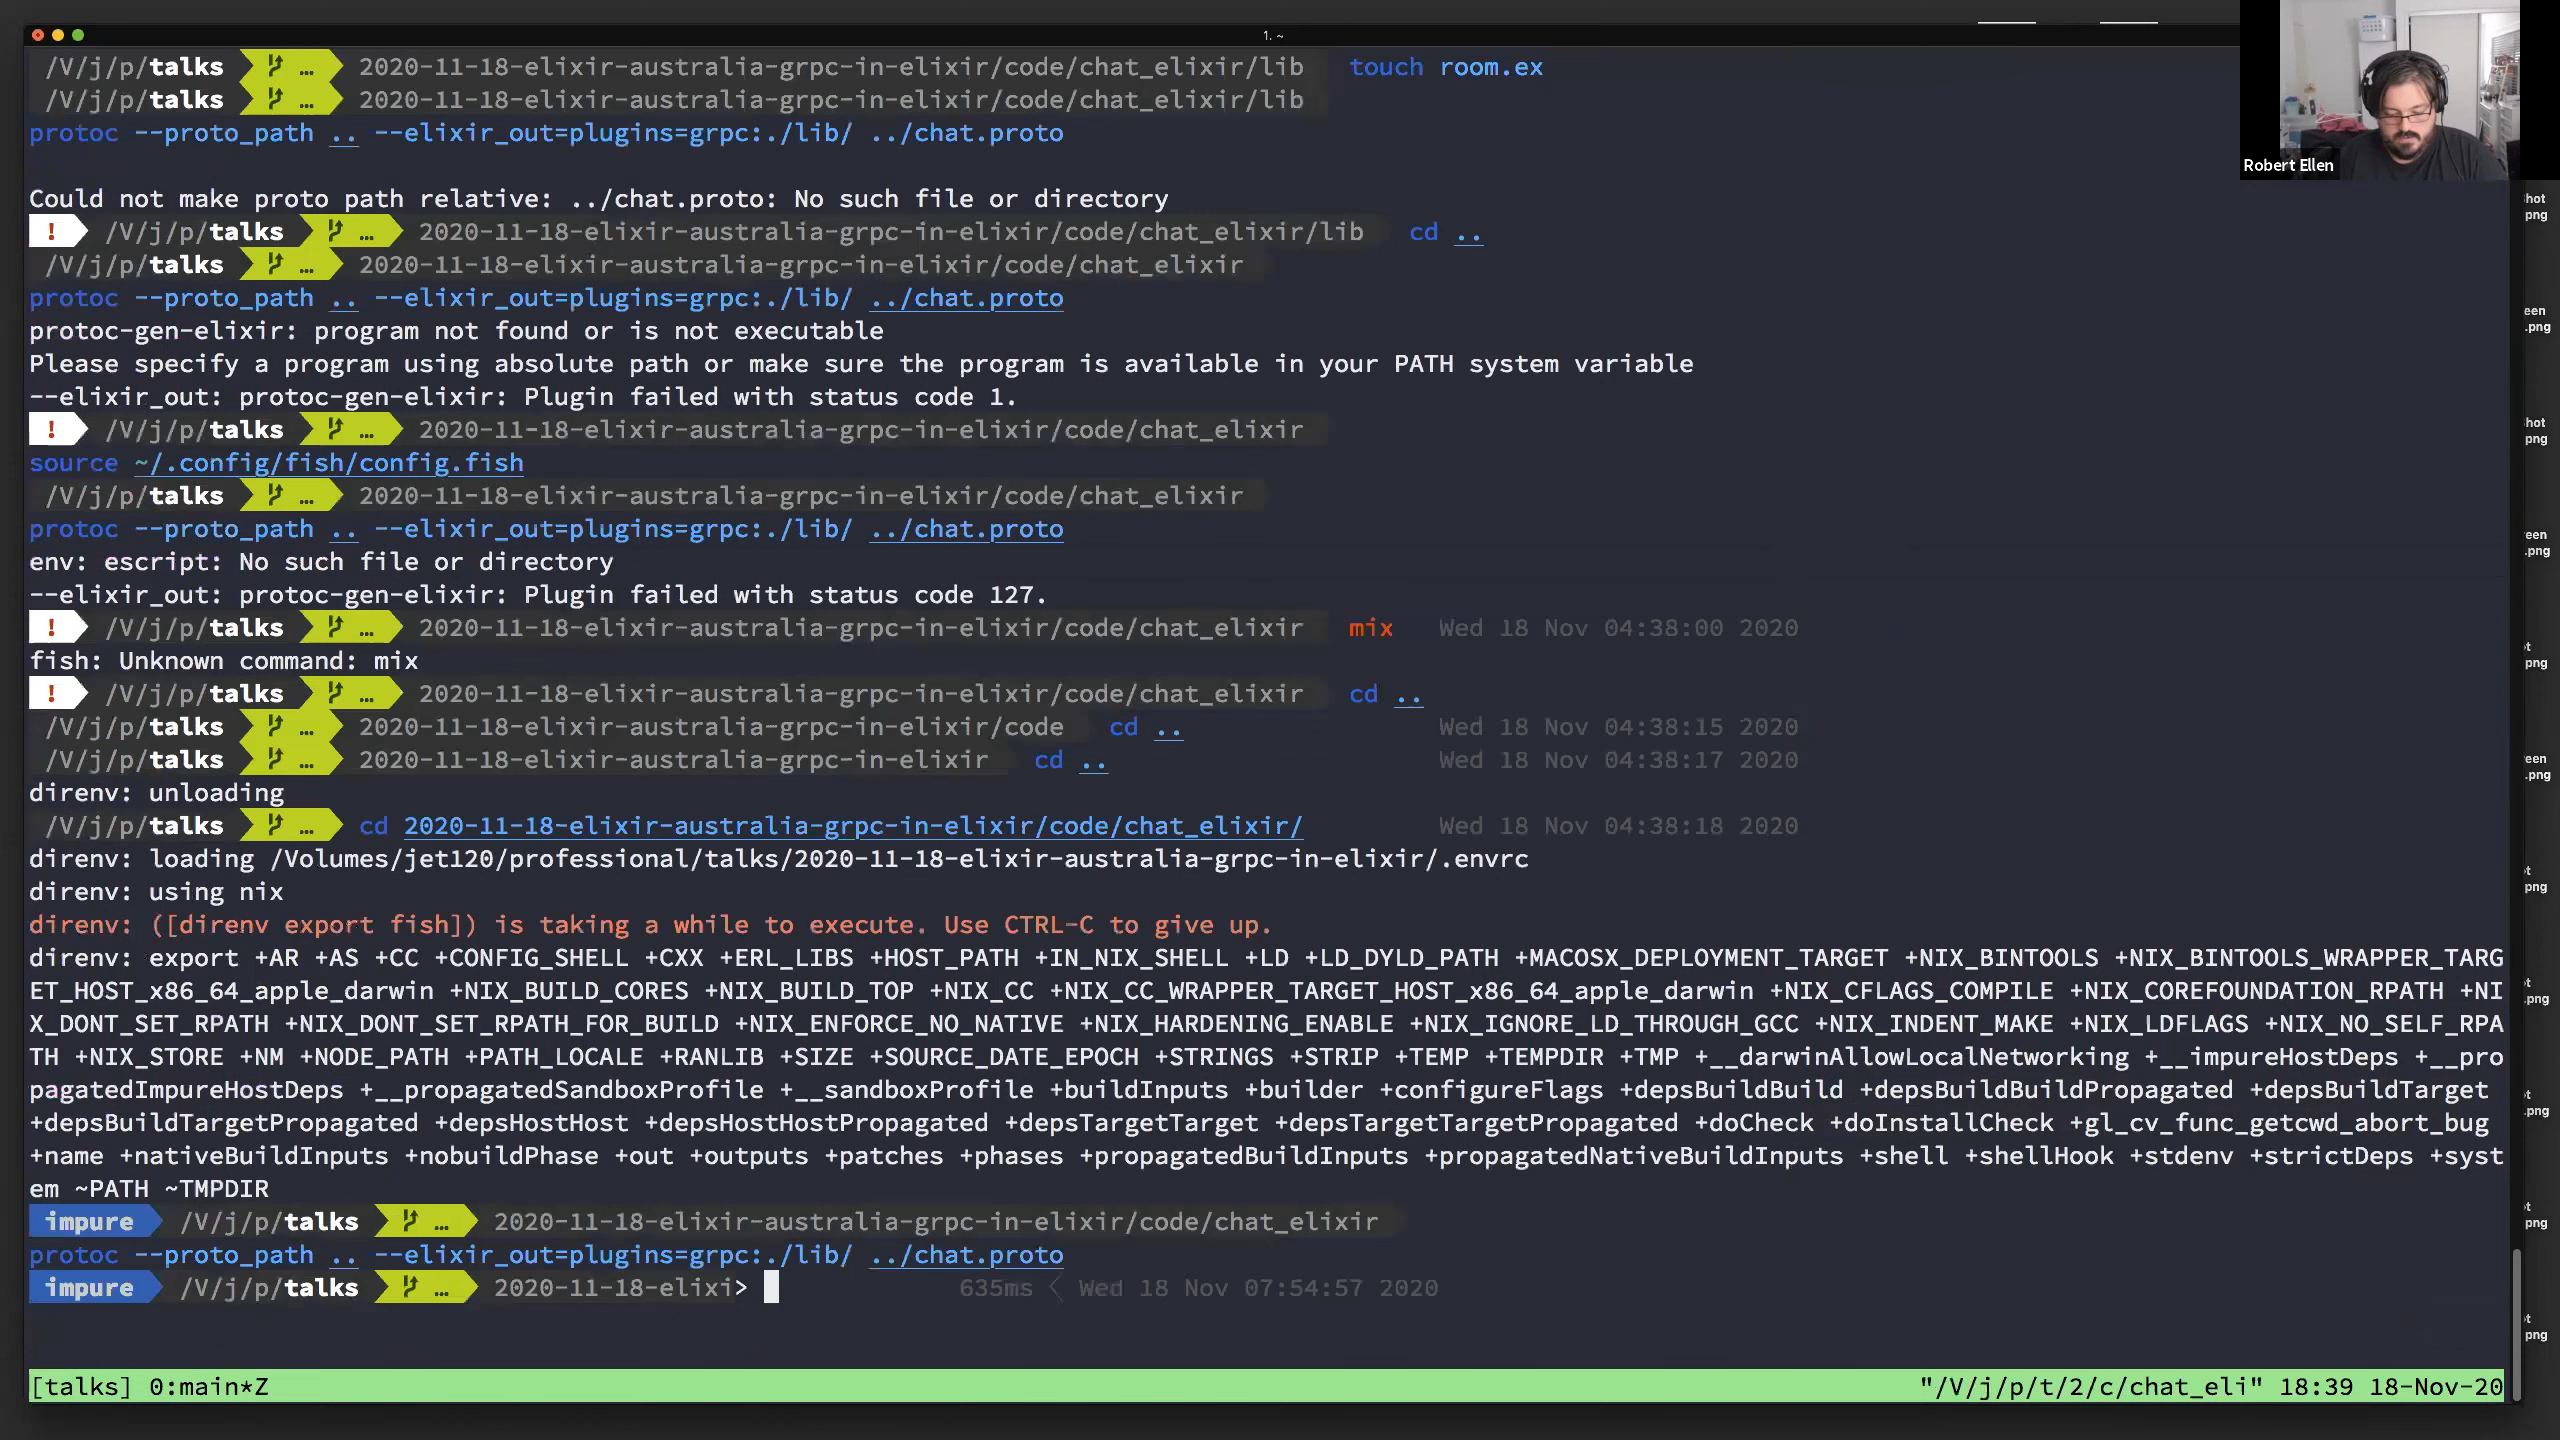 1. ~
/V/j/p/talks … 2020-11-18-elixir-australia-grpc-in-elixir/code/chat_elixir/lib touch room.ex
/V/j/p/talks … 2020-11-18-elixir-australia-grpc-in-elixir/code/chat_elixir/lib
protoc --proto_path .. --elixir_out=plugins=grpc:./lib/ ../chat.proto
Robert Ellen
Could not make proto path relative: ../chat.proto: No such file or directory
! /V/j/p/talks … 2020-11-18-elixir-australia-grpc-in-elixir/code/chat_elixir/lib cd ..
/V/j/p/talks … 2020-11-18-elixir-australia-grpc-in-elixir/code/chat_elixir
protoc --proto_path .. --elixir_out=plugins=grpc:./lib/ ../chat.proto
protoc-gen-elixir: program not found or is not executable
Please specify a program using absolute path or make sure the program is available in your PATH system variable
--elixir_out: protoc-gen-elixir: Plugin failed with status code 1.
! /V/j/p/talks … 2020-11-18-elixir-australia-grpc-in-elixir/code/chat_elixir
source ~/.config/fish/config.fish
/V/j/p/talks … 2020-11-18-elixir-australia-grpc-in-elixir/code/chat_elixir
protoc --proto_path .. --elixir_out=plugins=grpc:./lib/ ../chat.proto
env: escript: No such file or directory
--elixir_out: protoc-gen-elixir: Plugin failed with status code 127.
! /V/j/p/talks … 2020-11-18-elixir-australia-grpc-in-elixir/code/chat_elixir mix Wed 18 Nov 04:38:00 2020
fish: Unknown command: mix
! /V/j/p/talks … 2020-11-18-elixir-australia-grpc-in-elixir/code/chat_elixir cd ..
/V/j/p/talks … 2020-11-18-elixir-australia-grpc-in-elixir/code cd .. Wed 18 Nov 04:38:15 2020
/V/j/p/talks … 2020-11-18-elixir-australia-grpc-in-elixir cd .. Wed 18 Nov 04:38:17 2020
direnv: unloading
/V/j/p/talks … cd 2020-11-18-elixir-australia-grpc-in-elixir/code/chat_elixir/ Wed 18 Nov 04:38:18 2020
direnv: loading /Volumes/jet120/professional/talks/2020-11-18-elixir-australia-grpc-in-elixir/.envrc
direnv: using nix
direnv: ([direnv export fish]) is taking a while to execute. Use CTRL-C to give up.
direnv: export +AR +AS +CC +CONFIG_SHELL +CXX +ERL_LIBS +HOST_PATH +IN_NIX_SHELL +LD +LD_DYLD_PATH +MACOSX_DEPLOYMENT_TARGET +NIX_BINTOOLS +NIX_BINTOOLS_WRAPPER_TARG
ET_HOST_x86_64_apple_darwin +NIX_BUILD_CORES +NIX_BUILD_TOP +NIX_CC +NIX_CC_WRAPPER_TARGET_HOST_x86_64_apple_darwin +NIX_CFLAGS_COMPILE +NIX_COREFOUNDATION_RPATH +NI
X_DONT_SET_RPATH +NIX_DONT_SET_RPATH_FOR_BUILD +NIX_ENFORCE_NO_NATIVE +NIX_HARDENING_ENABLE +NIX_IGNORE_LD_THROUGH_GCC +NIX_INDENT_MAKE +NIX_LDFLAGS +NIX_NO_SELF_RPA
TH +NIX_STORE +NM +NODE_PATH +PATH_LOCALE +RANLIB +SIZE +SOURCE_DATE_EPOCH +STRINGS +STRIP +TEMP +TEMPDIR +TMP +__darwinAllowLocalNetworking +__impureHostDeps +__pro
pagatedImpureHostDeps +__propagatedSandboxProfile +__sandboxProfile +buildInputs +builder +configureFlags +depsBuildBuild +depsBuildBuildPropagated +depsBuildTarget
+depsBuildTargetPropagated +depsHostHost +depsHostHostPropagated +depsTargetTarget +depsTargetTargetPropagated +doCheck +doInstallCheck +gl_cv_func_getcwd_abort_bug
+name +nativeBuildInputs +nobuildPhase +out +outputs +patches +phases +propagatedBuildInputs +propagatedNativeBuildInputs +shell +shellHook +stdenv +strictDeps +syst
em ~PATH ~TMPDIR
impure /V/j/p/talks … 2020-11-18-elixir-australia-grpc-in-elixir/code/chat_elixir
protoc --proto_path .. --elixir_out=plugins=grpc:./lib/ ../chat.proto
impure /V/j/p/talks … 2020-11-18-elixi> 635ms Wed 18 Nov 07:54:57 2020
[talks] 0:main*Z "/V/j/p/t/2/c/chat_eli" 18:39 18-Nov-20